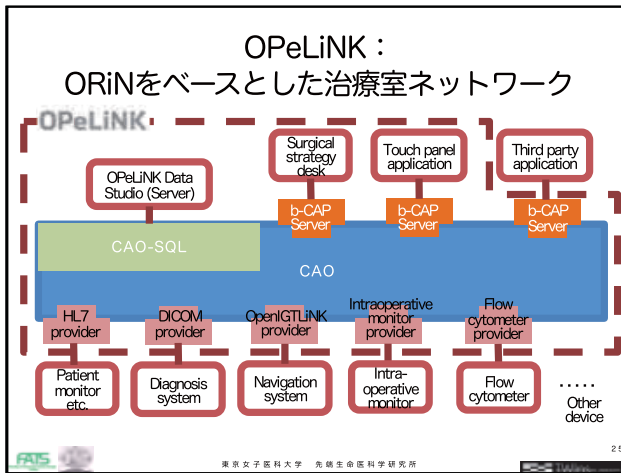 OPeLiNK：
ORiNをベースとした治療室ネットワーク
OPeLiNK
OPeLiNK Data
Studio (Server)
Surgical
strategy
desk
Touch panel
application
Third party
application
b-CAP
Server
b-CAP
Server
b-CAP
Server
CAO-SQL
CAO
HL7
provider
DICOM
provider
OpenIGTLiNK
provider
Intraoperative
monitor
provider
Flow
cytometer
provider
Patient
monitor
etc.
Diagnosis
system
Navigation
system
Intra-
operative
monitor
Flow
cytometer
.....
Other
device
25
FATS
東京女子医科大学 先端生命医科学研究所